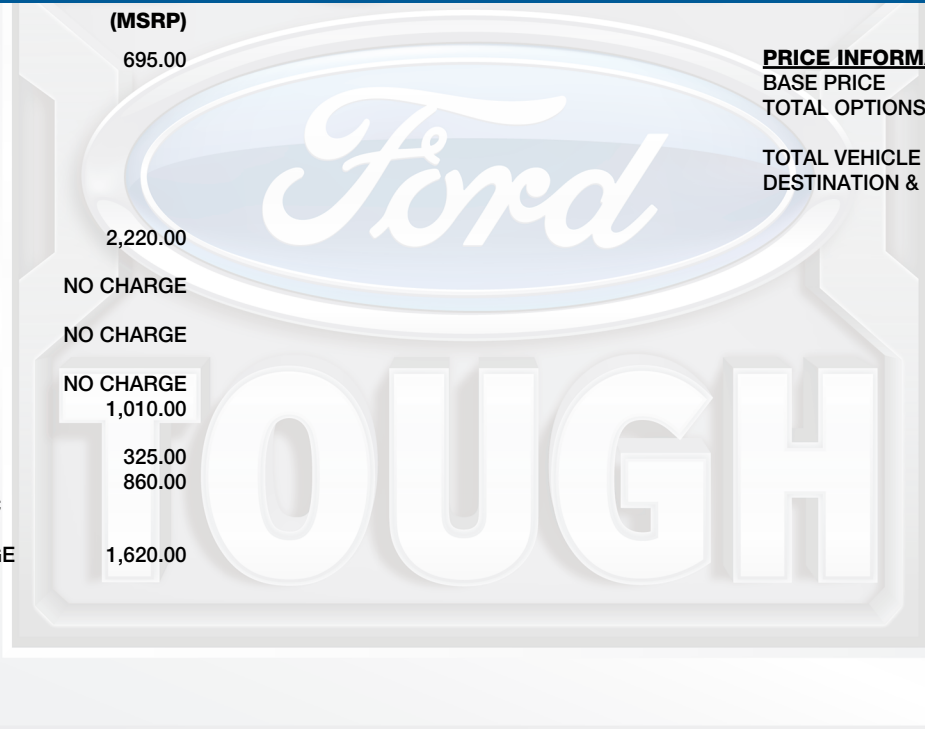 (MSRP)
695.00
2,220.00
NO CHARGE
NO CHARGE
NO CHARGE
1,010.00
325.00
860.00
1,620.00
PRICE INFORM
BASE PRICE
TOTAL OPTIONS
TOTAL VEHICLE
DESTINATION &
Ford
TOUGH